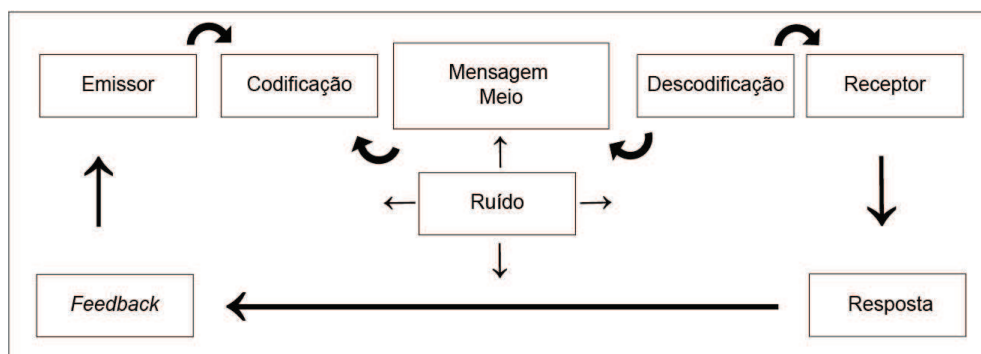 Emissor
Codificação
Mensagem
Meio
Descodificação
Receptor
Ruído
Feedback
Resposta